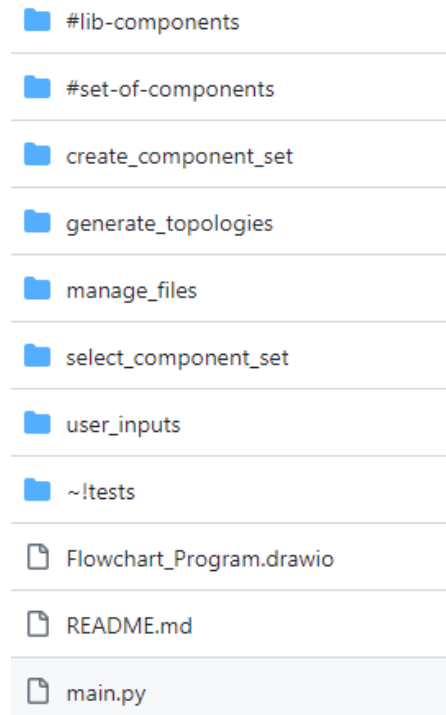 #lib-components
#set-of-components
create_component_set
generate_topologies
manage_files
select_component_set
user_inputs
~!tests
Flowchart_Program.drawio
README.md
main.py